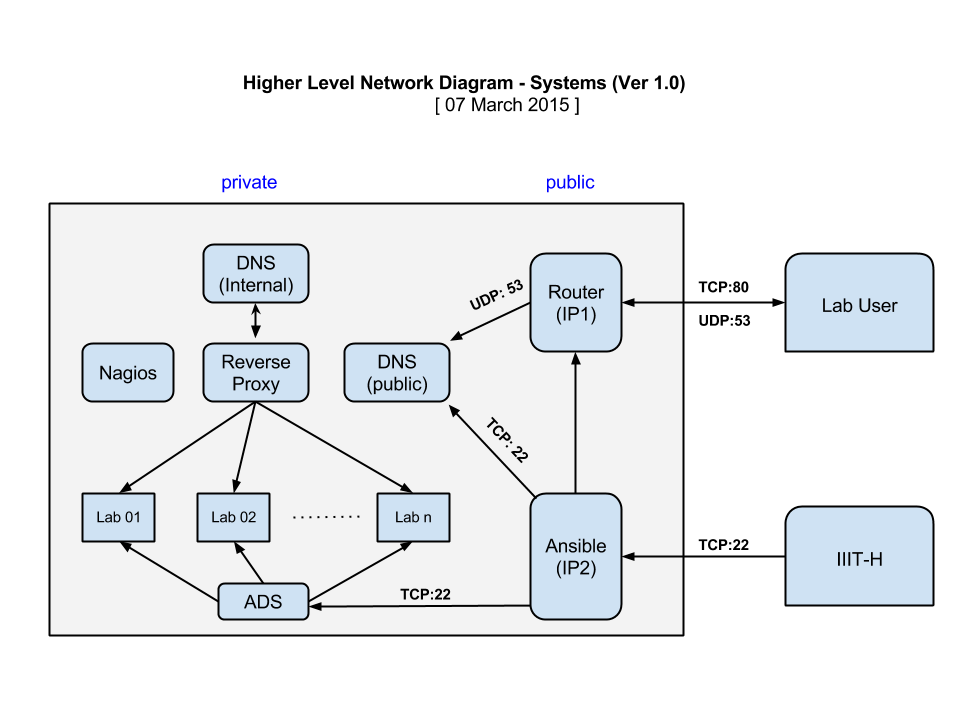 Higher Level Network Diagram - Systems (Ver 1.0)
[ 07 March 2015 ]
private
public
DNS
(Internal)
Nagios
Reverse
Proxy
DNS
(public)
UDP: 53
Router
(IP1)
TCP:80
UDP:53
Lab User
TCP: 22
Lab 01
Lab 02
.........
Lab n
Ansible
(IP2)
TCP:22
IIIT-H
ADS
TCP:22